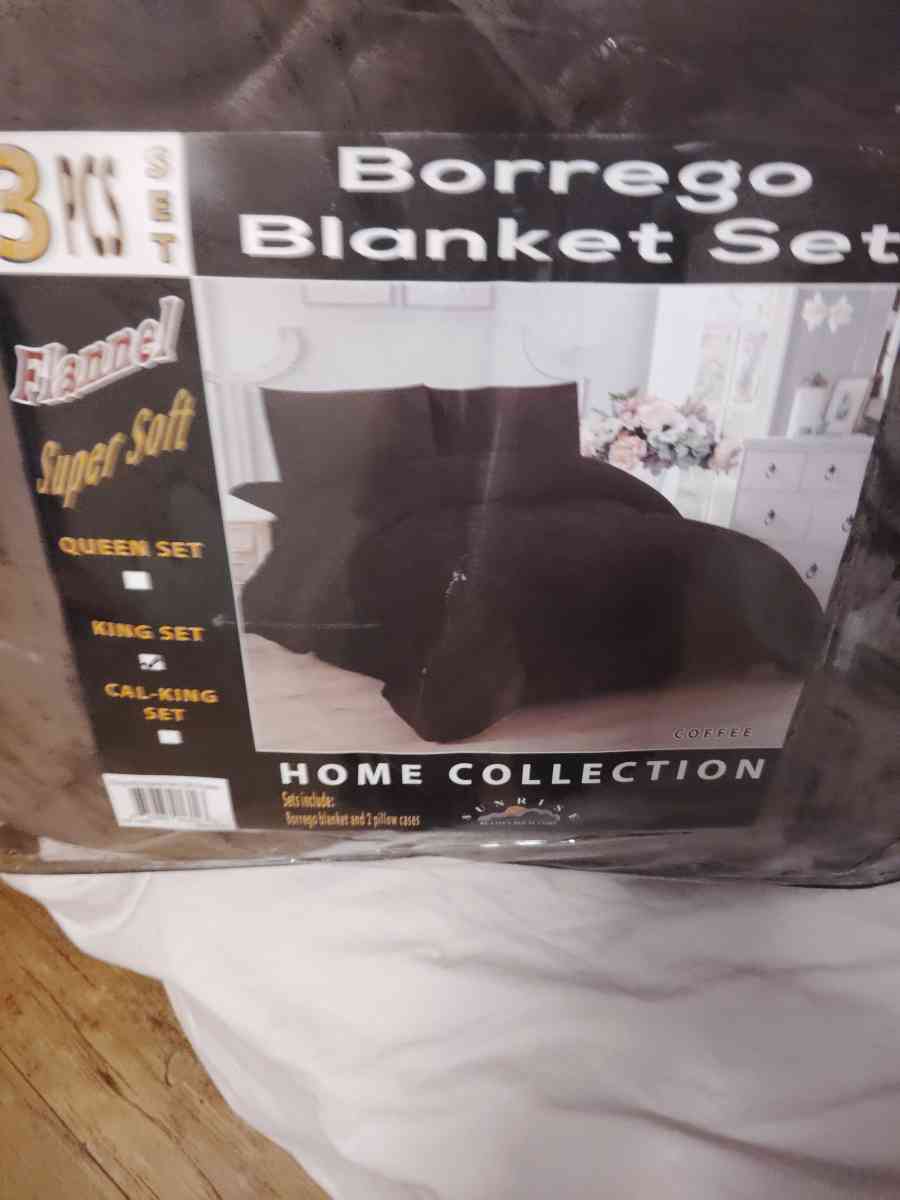 3 PCS
SET
Borrego
Blanket Set
Flannel
Super Soft
QUEEN SET
KING SET
CAL-KING
SET
COFFEE
HOME COLLECTION
Sets include:
Borrego blanket and 2 pillow cases
SUNRISE